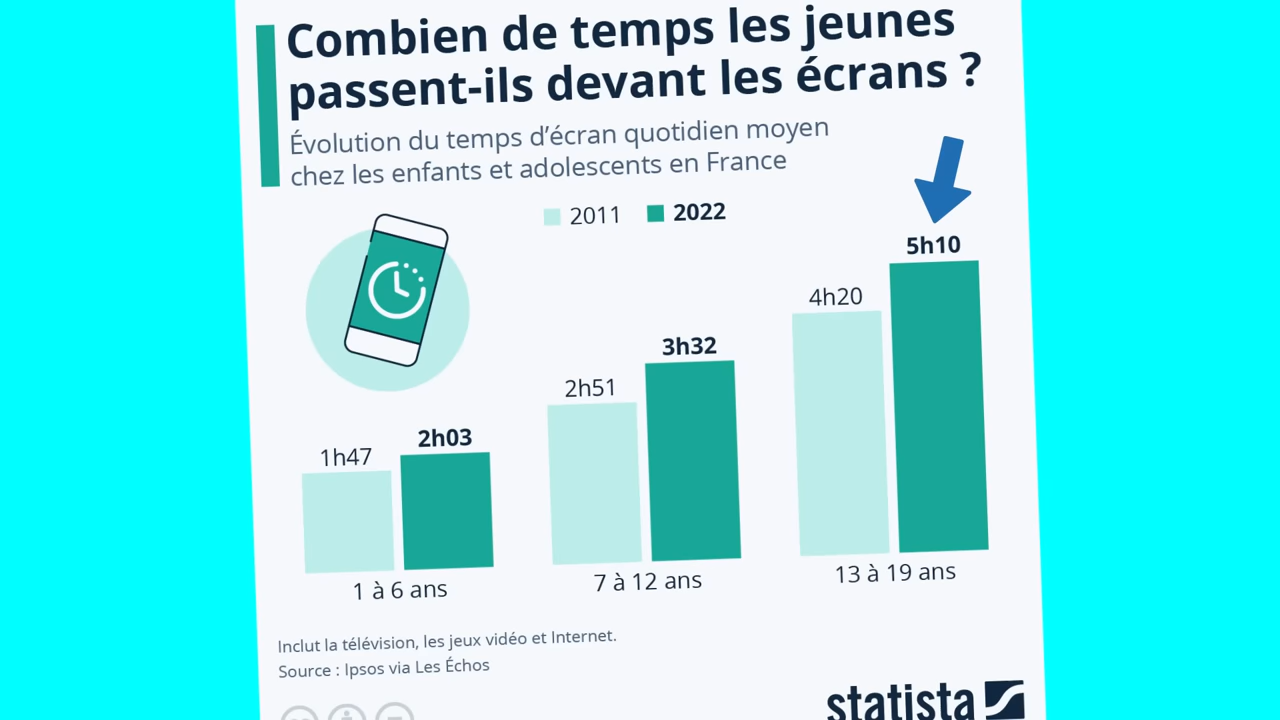 Combien de temps les jeunes
passent-ils devant les écrans ?
Évolution du temps d'écran quotidien moyen
chez les enfants et adolescents en France
2011 2022
5h10
4h20
3h32
2h51
2h03
1h47
1 à 6 ans
7 à 12 ans
13 à 19 ans
Inclut la télévision, les jeux vidéo et Internet.
Source : Ipsos via Les Échos
statista